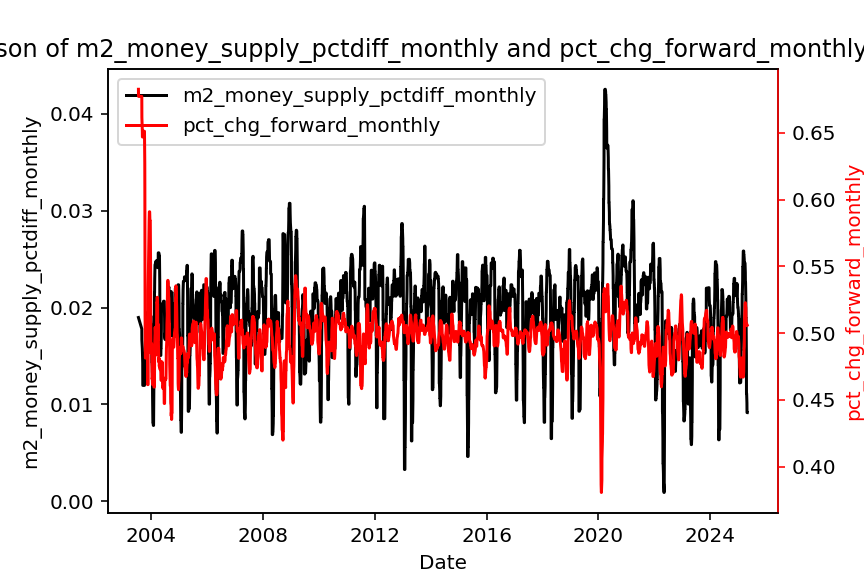 son of m2_money_supply_pctdiff_monthly and pct_chg_forward_monthly
m2_money_supply_pctdiff_monthly
pct_chg_forward_monthly
m2_money_supply_pctdiff_monthly
0.04
0.03
0.02
0.01
0.00
0.65
0.60
0.55
0.50
0.45
0.40
pct_chg_forward_monthly
2004 2008 2012 2016 2020 2024
Date